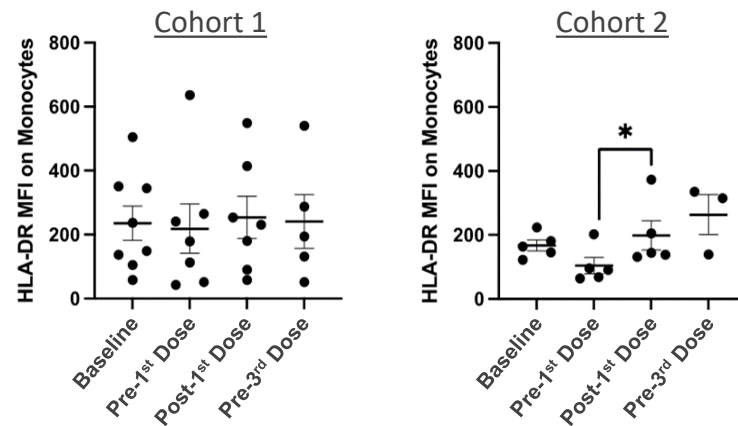 Cohort 1
HLA-DR MFI on Monocytes
800
600
400
200
0
Baseline
Pre-1st Dose
Post-1st Dose
Pre-3rd Dose
Cohort 2
HLA-DR MFI on Monocytes
800
600
400
200
0
*
Baseline
Pre-1st Dose
Post-1st Dose
Pre-3rd Dose